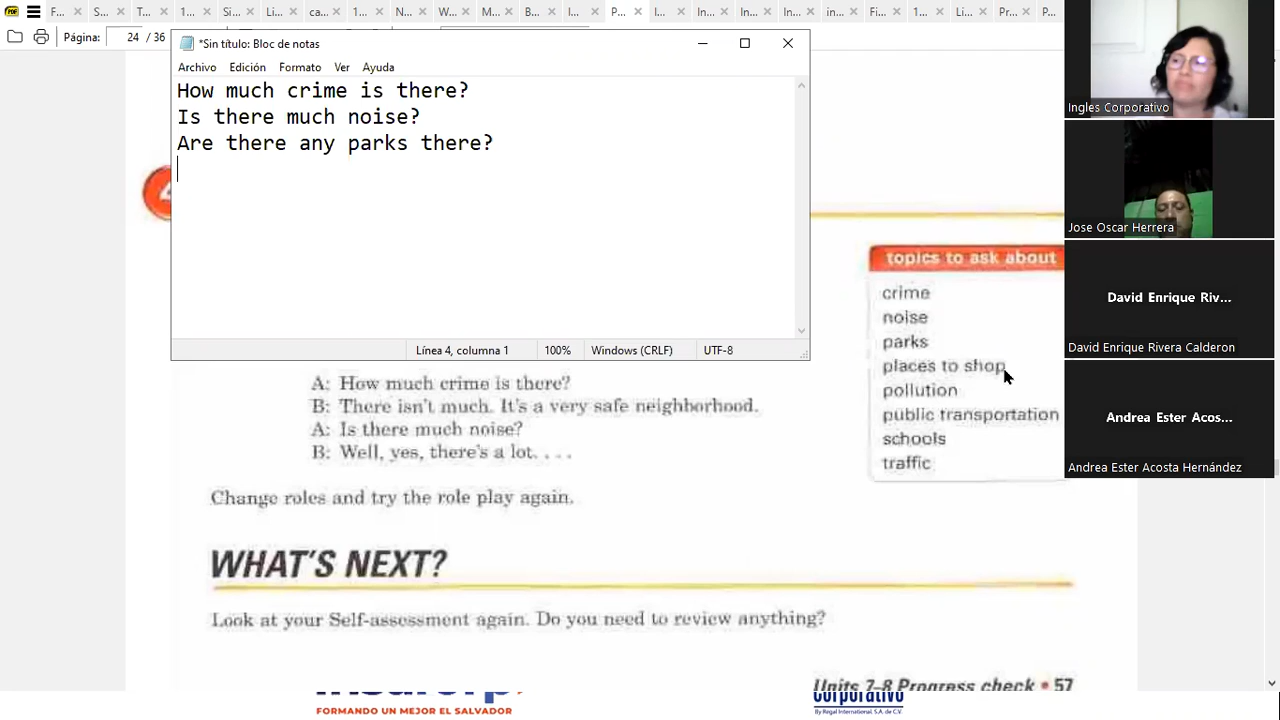 Página: 24 / 36
*Sin título: Bloc de notas
Archivo Edición Formato Ver Ayuda
How much crime is there?
Is there much noise?
Are there any parks there?
Línea 4, columna 1 100% Windows (CRLF) UTF-8
topics to ask about
crime
noise
parks
places to shop
pollution
public transportation
schools
traffic
A: How much crime is there?
B: There isn't much. It's a very safe neighborhood.
A: Is there much noise?
B: Well, yes, there's a lot. . . .
Change roles and try the role play again.
WHAT'S NEXT?
Look at your Self-assessment again. Do you need to review anything?
Units 7–8 Progress check • 57
FORMANDO UN MEJOR EL SALVADOR
Corporativo
By Regal International, S.A. de C.V.
Ingles Corporativo
Jose Oscar Herrera
David Enrique Riv...
David Enrique Rivera Calderon
Andrea Ester Acos...
Andrea Ester Acosta Hernández